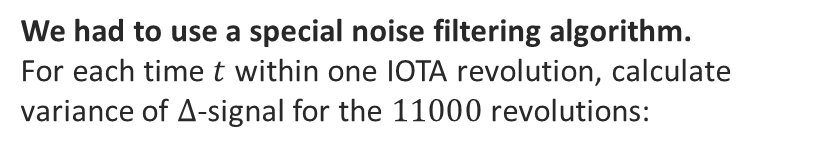 We had to use a special noise filtering algorithm.
For each time t within one IOTA revolution, calculate
variance of Δ-signal for the 11000 revolutions: